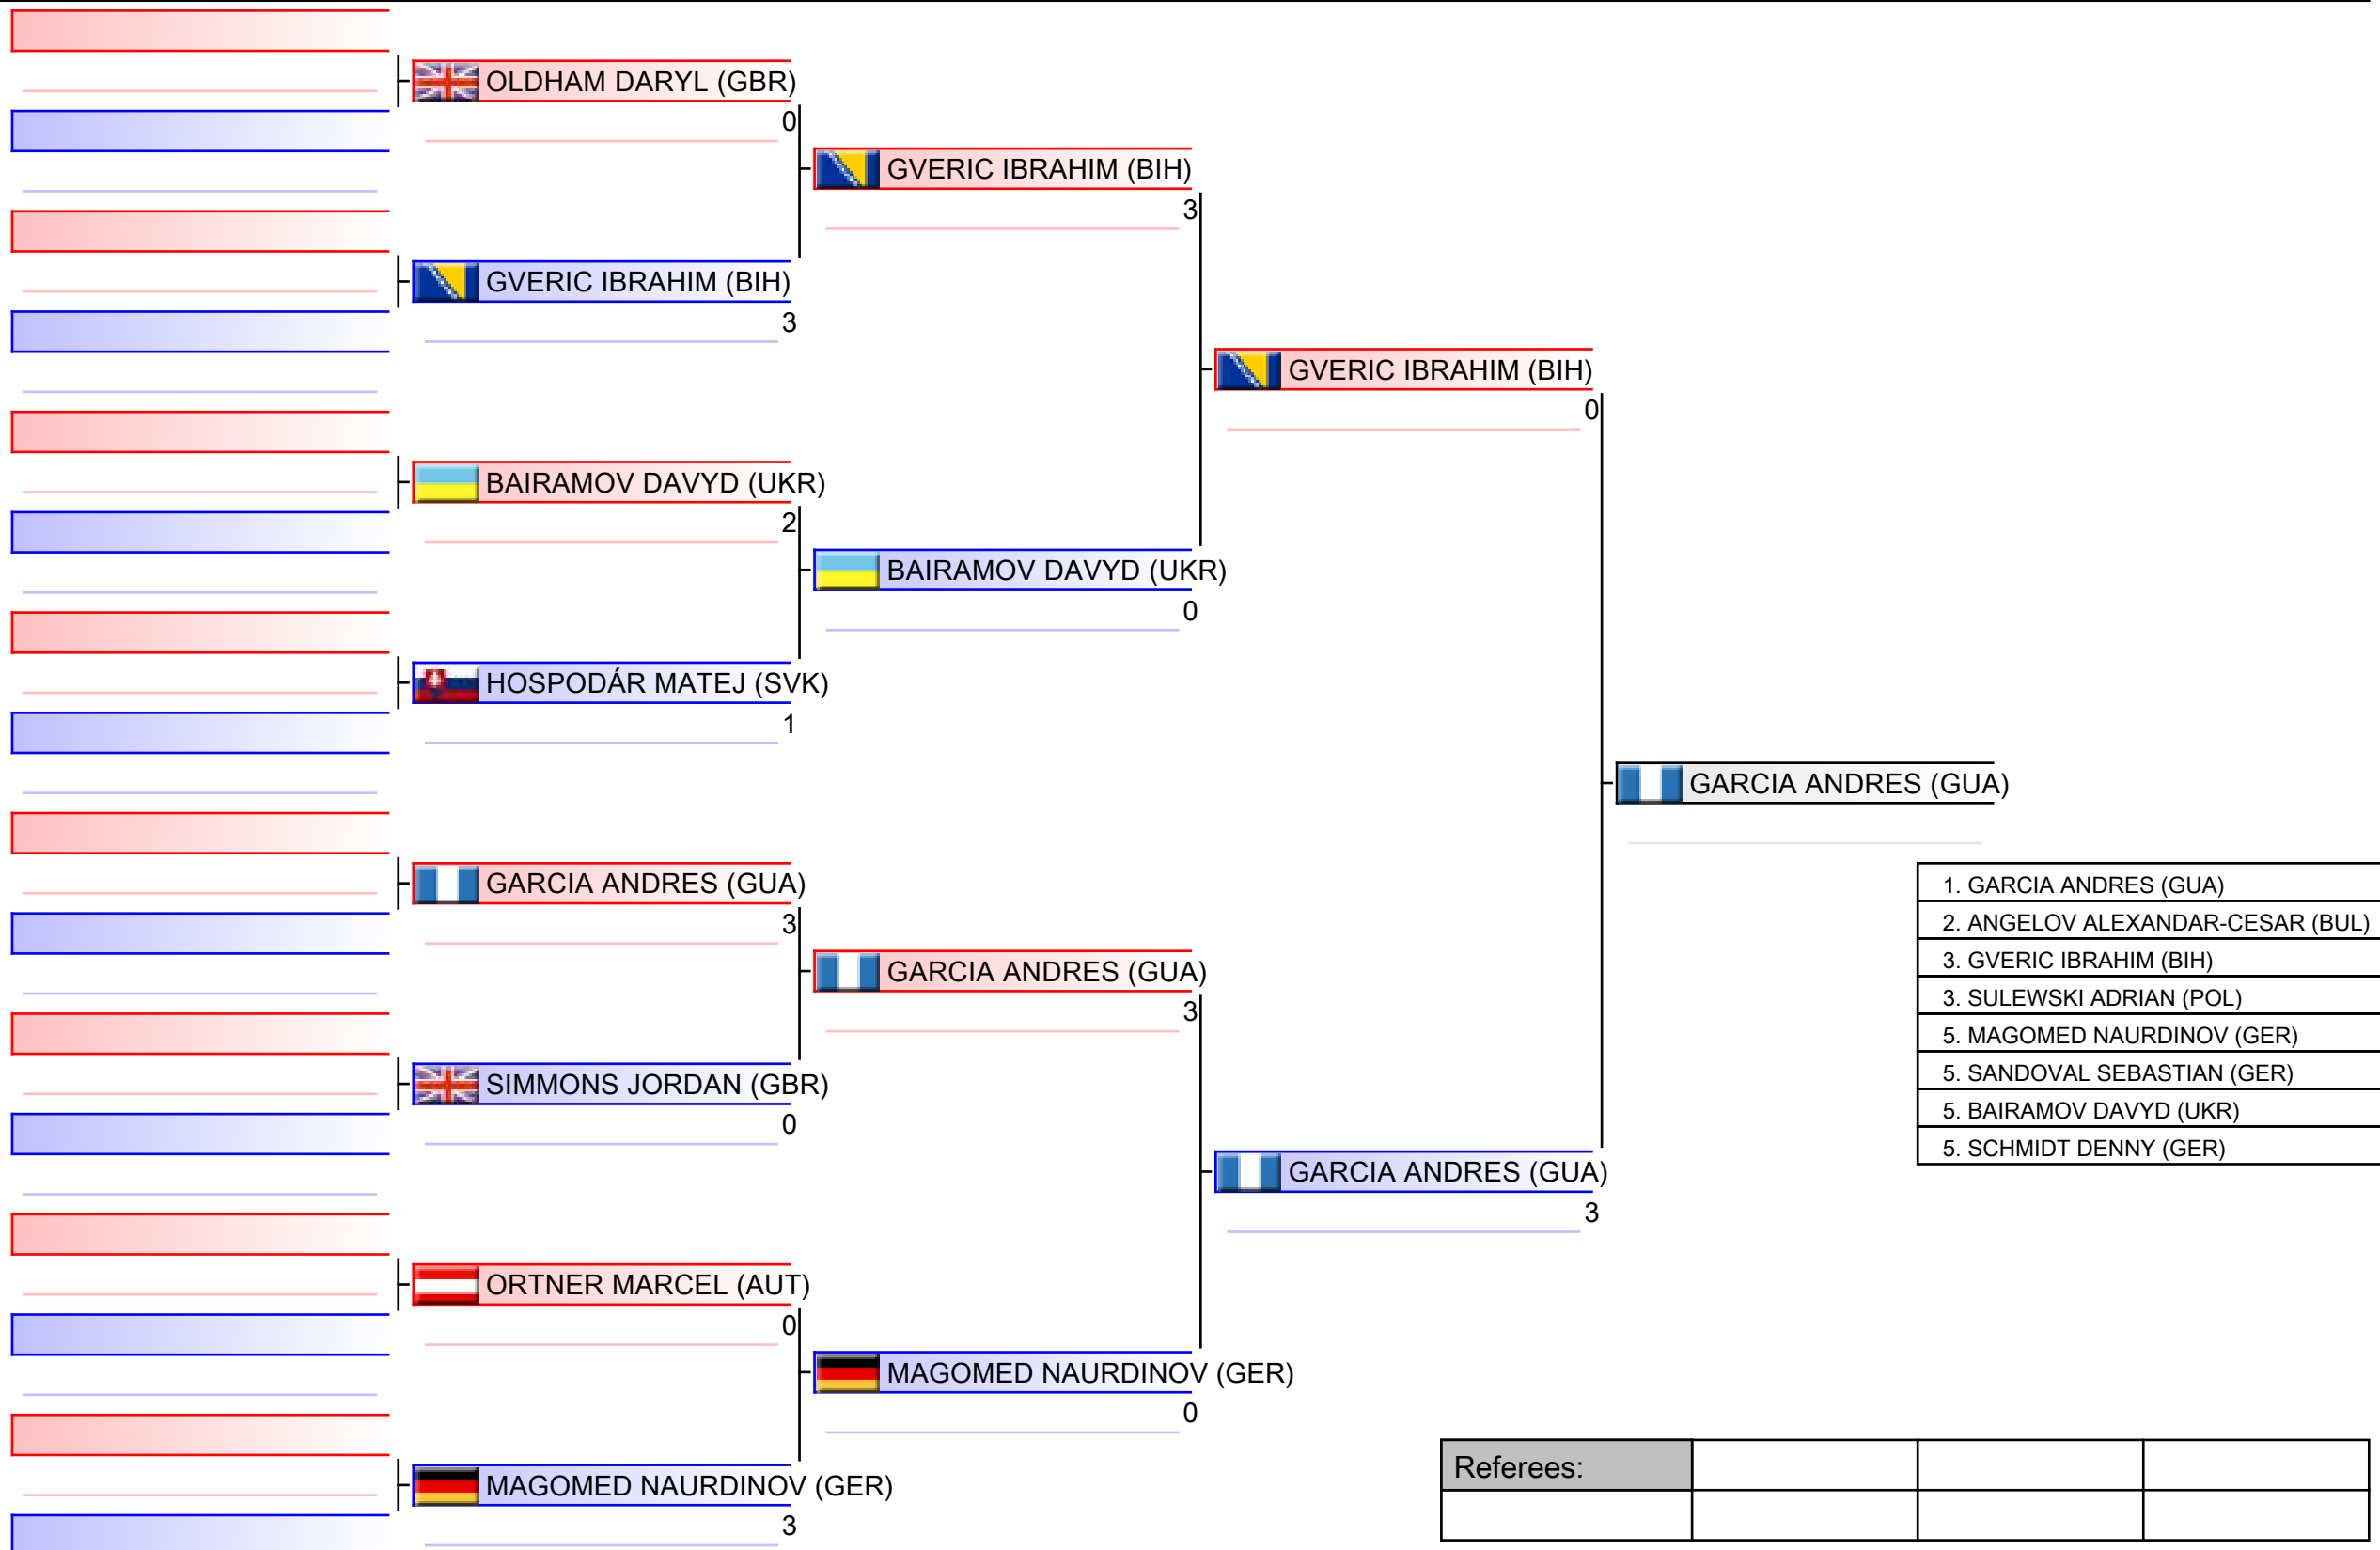 OLDHAM DARYL (GBR)
0
GVERIC IBRAHIM (BIH)
3
GVERIC IBRAHIM (BIH)
3
GVERIC IBRAHIM (BIH)
0
BAIRAMOV DAVYD (UKR)
2
BAIRAMOV DAVYD (UKR)
0
HOSPODÁR MATEJ (SVK)
1
GARCIA ANDRES (GUA)
GARCIA ANDRES (GUA)
3
GARCIA ANDRES (GUA)
3
SIMMONS JORDAN (GBR)
0
GARCIA ANDRES (GUA)
3
ORTNER MARCEL (AUT)
0
MAGOMED NAURDINOV (GER)
0
MAGOMED NAURDINOV (GER)
3
1. GARCIA ANDRES (GUA)
2. ANGELOV ALEXANDAR-CESAR (BUL)
3. GVERIC IBRAHIM (BIH)
3. SULEWSKI ADRIAN (POL)
5. MAGOMED NAURDINOV (GER)
5. SANDOVAL SEBASTIAN (GER)
5. BAIRAMOV DAVYD (UKR)
5. SCHMIDT DENNY (GER)
Referees: